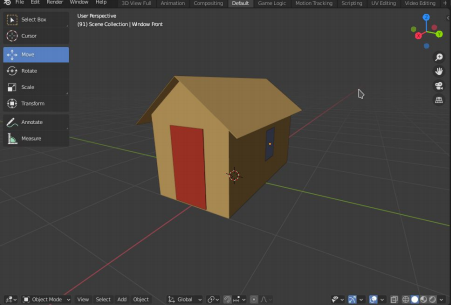 File Edit Render Window Help 3D View Full Animation Compositing Default Game Logic Motion Tracking Scripting UV Editing Video Editing
User Perspective
(91) Scene Collection | Window Front
Select Box
Cursor
Move
Rotate
Scale
Transform
Annotate
Measure
Object Mode View Select Add Object Global